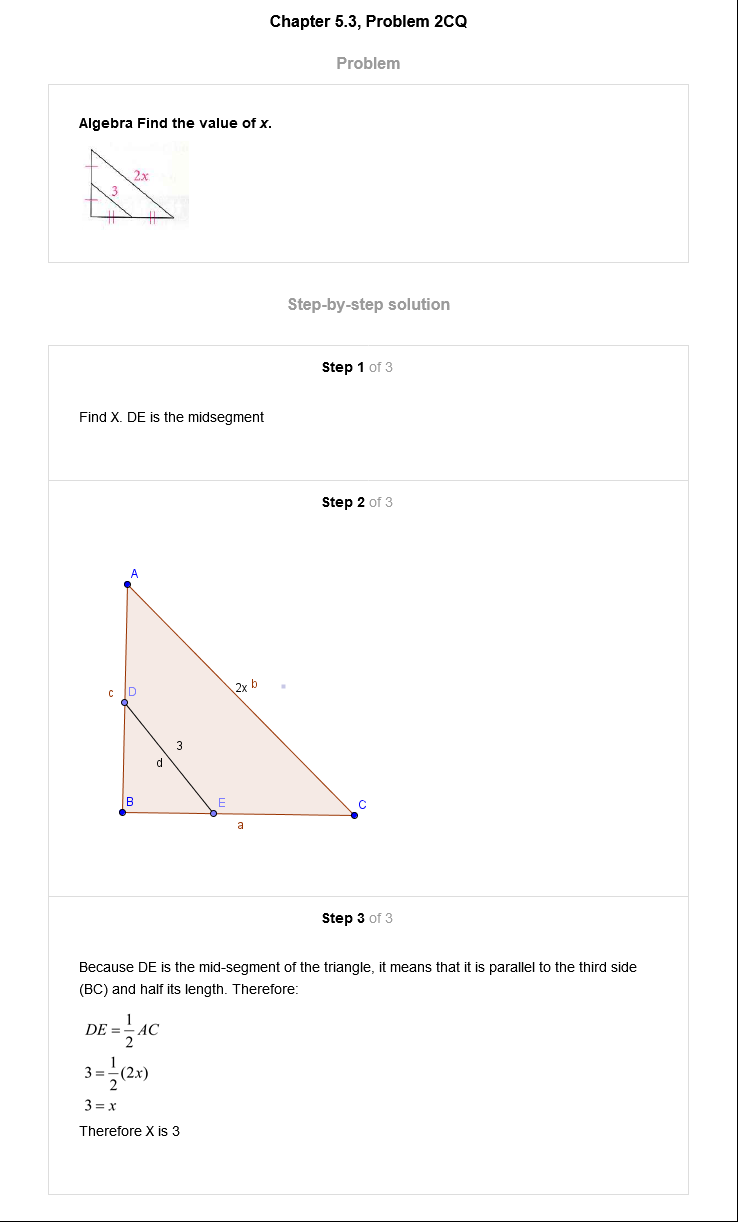 Chapter 5.3, Problem 2CQ
Problem
Algebra Find the value of x.
2x
3
Step-by-step solution
Step 1 of 3
Find X. DE is the midsegment
Step 2 of 3
A
c D
2x b
3
d
B
E
C
a
Step 3 of 3
Because DE is the mid-segment of the triangle, it means that it is parallel to the third side
(BC) and half its length. Therefore:
DE = 1/2 AC
3 = 1/2 (2x)
3 = x
Therefore X is 3